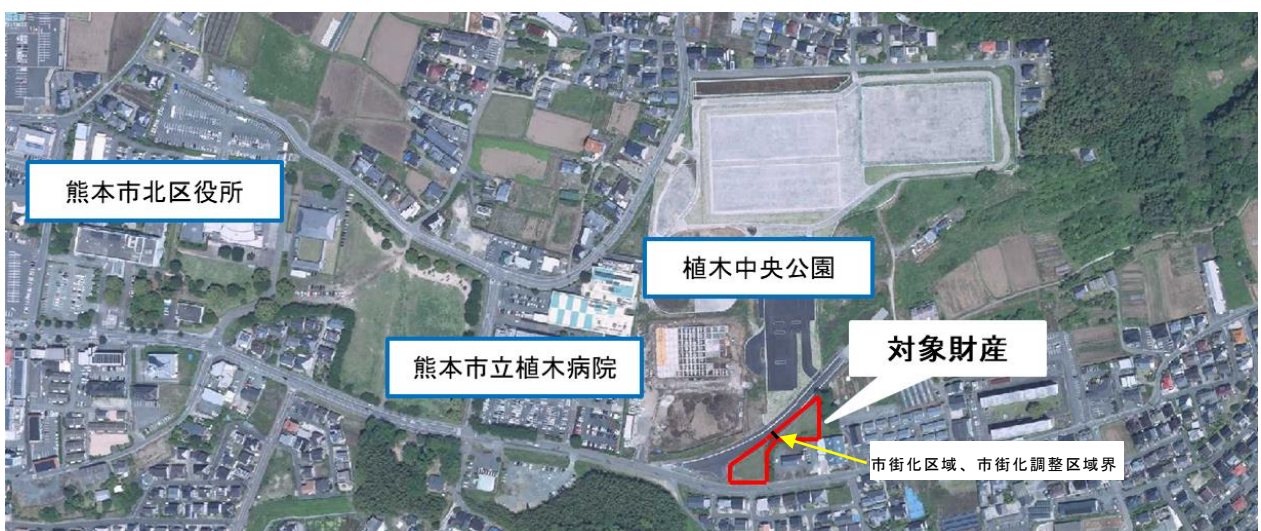 熊本市北区役所
植木中央公園
対象財産
熊本市立植木病院
市街化区域、市街化調整区域界